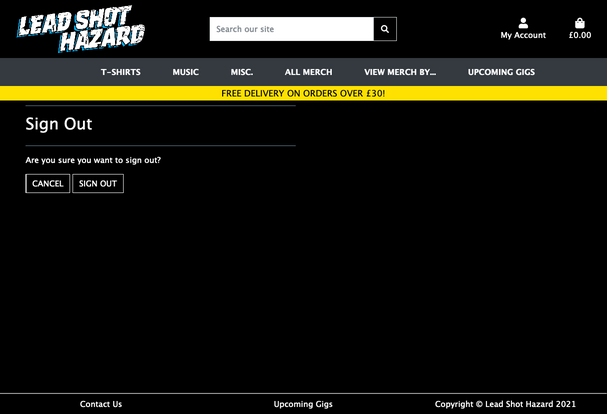 LEAD SHOT
HAZARD
Search our site
My Account
£0.00
T-SHIRTS MUSIC MISC. ALL MERCH VIEW MERCH BY... UPCOMING GIGS
FREE DELIVERY ON ORDERS OVER £30!
Sign Out
Are you sure you want to sign out?
CANCEL SIGN OUT
Contact Us Upcoming Gigs Copyright © Lead Shot Hazard 2021